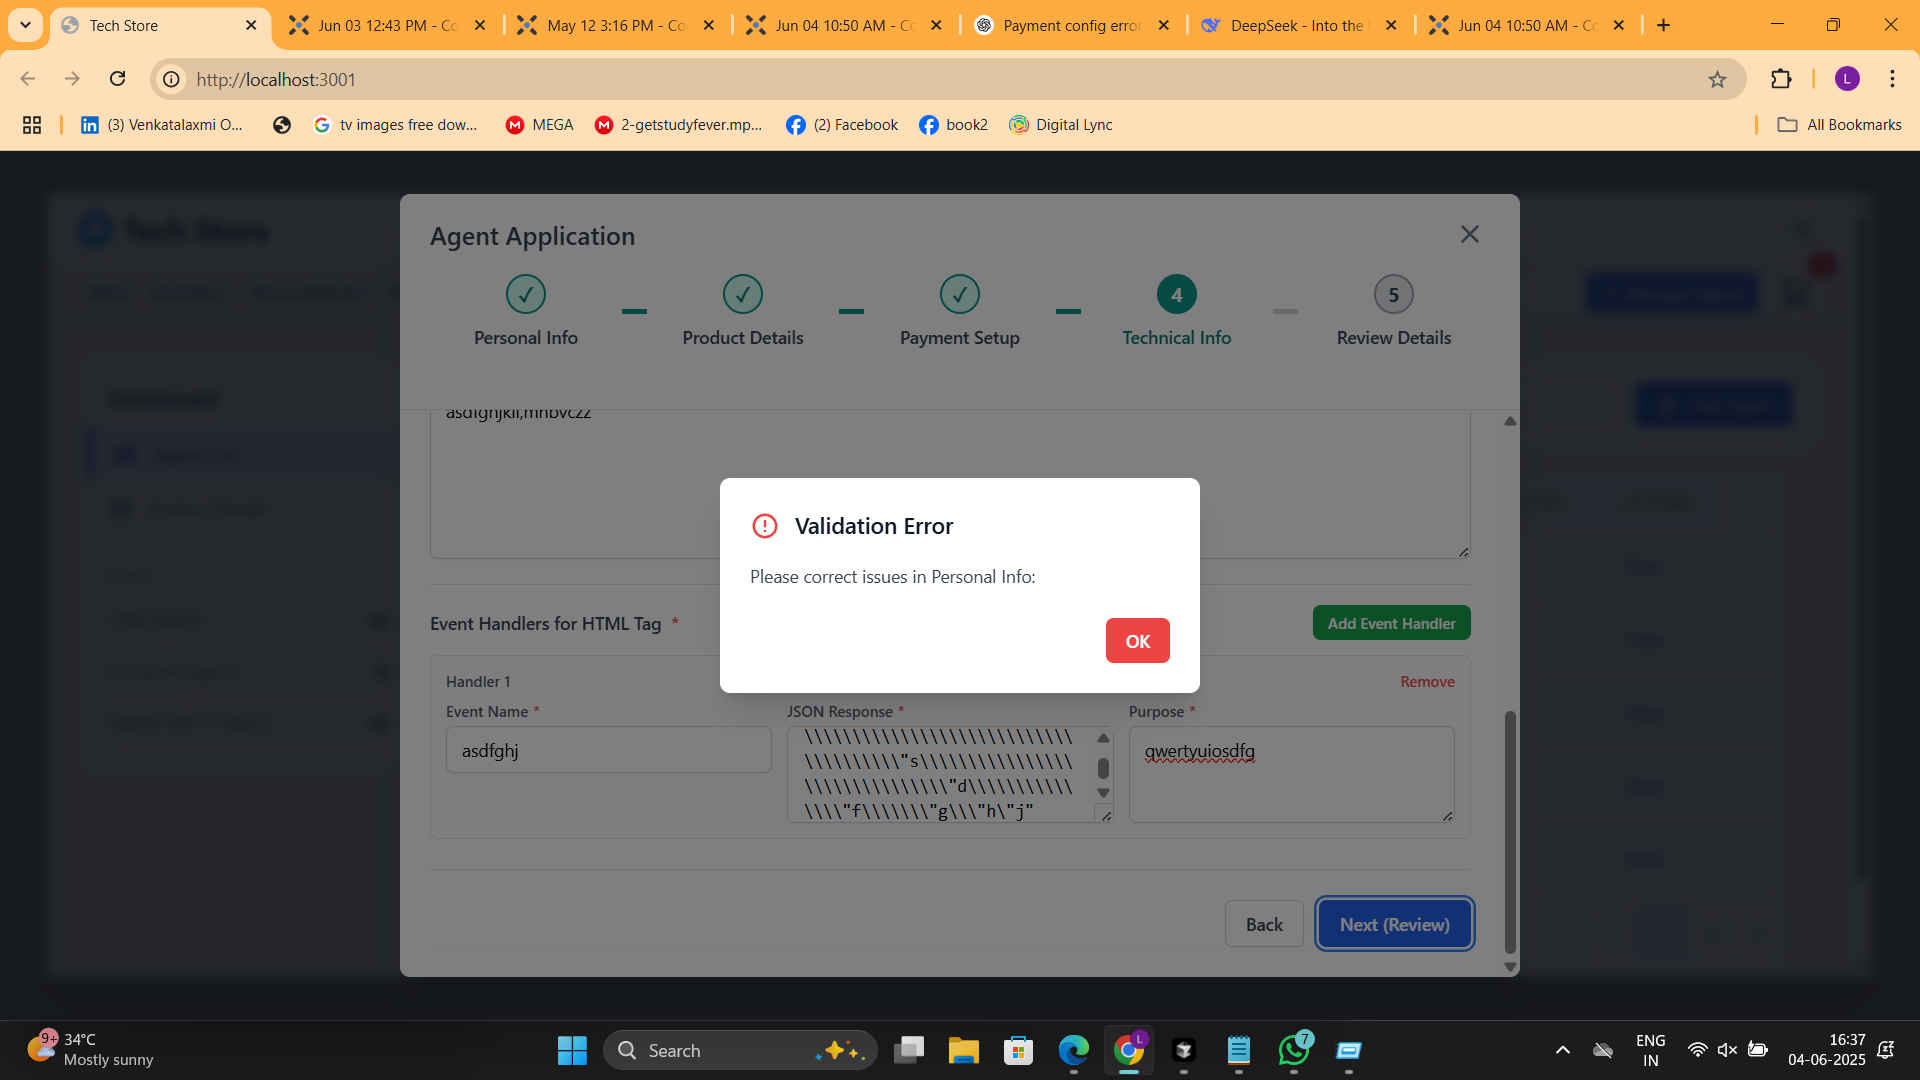 Tech Store
Jun 03 12:43 PM - Co
May 12 3:16 PM - Co
Jun 04 10:50 AM - Co
Payment config error
DeepSeek - Into the
Jun 04 10:50 AM - Co
http://localhost:3001
L
(3) Venkatalaxmi O...
tv images free dow...
MEGA
2-getstudyfever.mp...
(2) Facebook
book2
Digital Lync
All Bookmarks
Tech Store
Agent Application
✓
✓
✓
4
5
Personal Info
Product Details
Payment Setup
Technical Info
Review Details
Dashboard
Validation Error
Please correct issues in Personal Info:
OK
Event Handlers for HTML Tag *
Add Event Handler
Handler 1
Remove
Event Name *
JSON Response *
Purpose *
asdfghj
\\\\\\\\\\\\\\\\\\\\\\\\\\\\
\\\\\\\\\\"s\\\\\\\\\\\\\\\\
\\\\\\\\\\\\\\\"d\\\\\\\\\\\
\\\\"f\\\\\\\"g\\\"h\"j"
qwertyuiosdfg
Back
Next (Review)
9+
34°C
Mostly sunny
Search
L
7
ENG
IN
16:37
04-06-2025